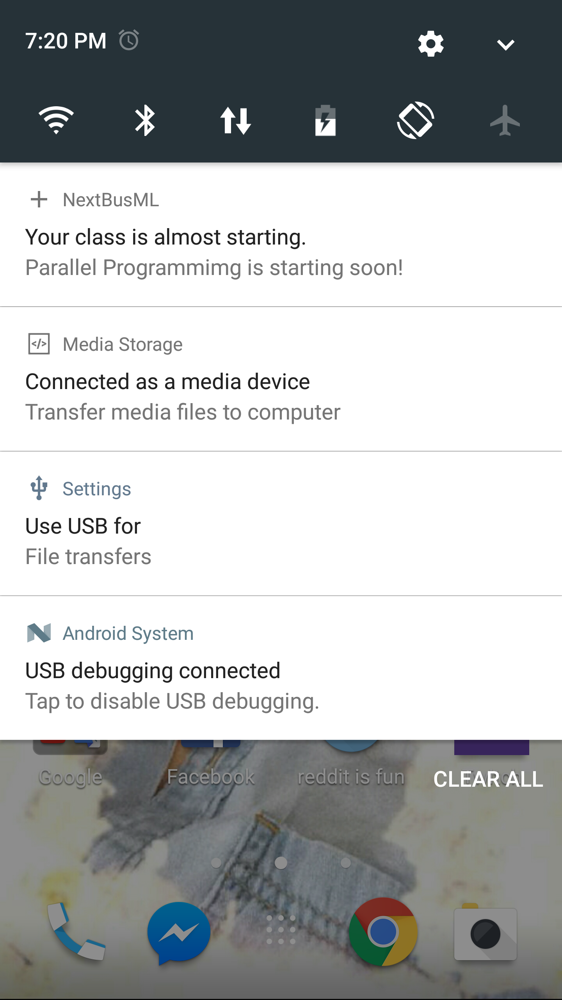 7:20 PM
NextBusML
Your class is almost starting.
Parallel Programmimg is starting soon!
</>
Media Storage
Connected as a media device
Transfer media files to computer
Settings
Use USB for
File transfers
Android System
USB debugging connected
Tap to disable USB debugging.
Google
Facebook
reddit is fun
CLEAR ALL